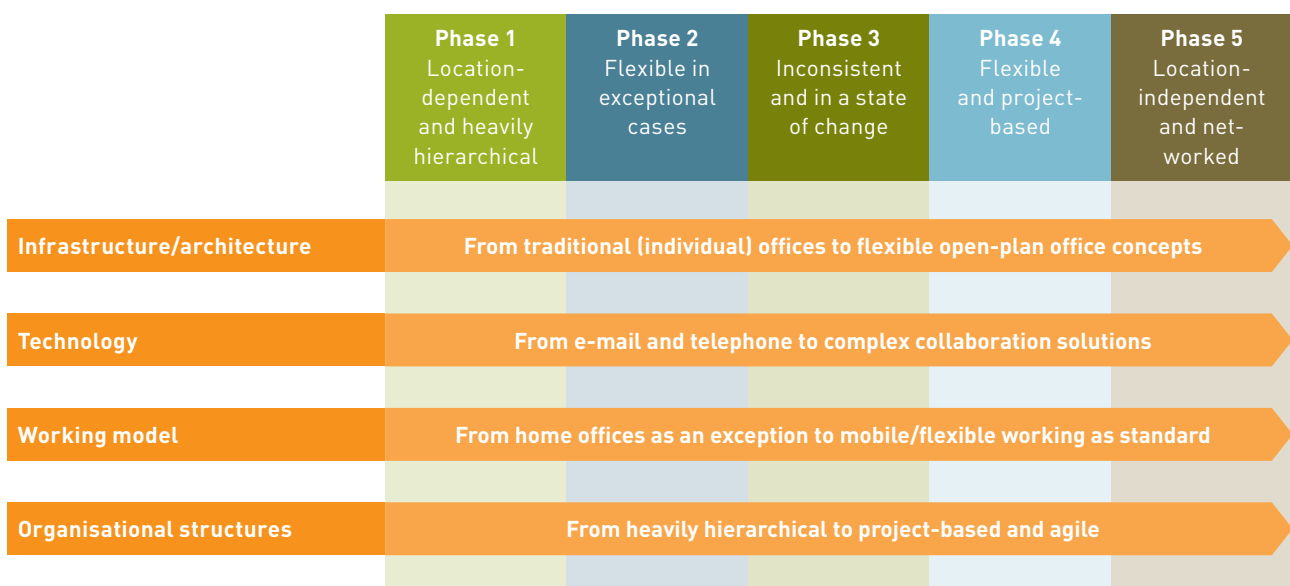 Phase 1
Location-
dependent
and heavily
hierarchical
Phase 2
Flexible in
exceptional
cases
Phase 3
Inconsistent
and in a state
of change
Phase 4
Flexible
and project-
based
Phase 5
Location-
independent
and net-
worked
Infrastructure/architecture
From traditional (individual) offices to flexible open-plan office concepts
Technology
From e-mail and telephone to complex collaboration solutions
Working model
From home offices as an exception to mobile/flexible working as standard
Organisational structures
From heavily hierarchical to project-based and agile